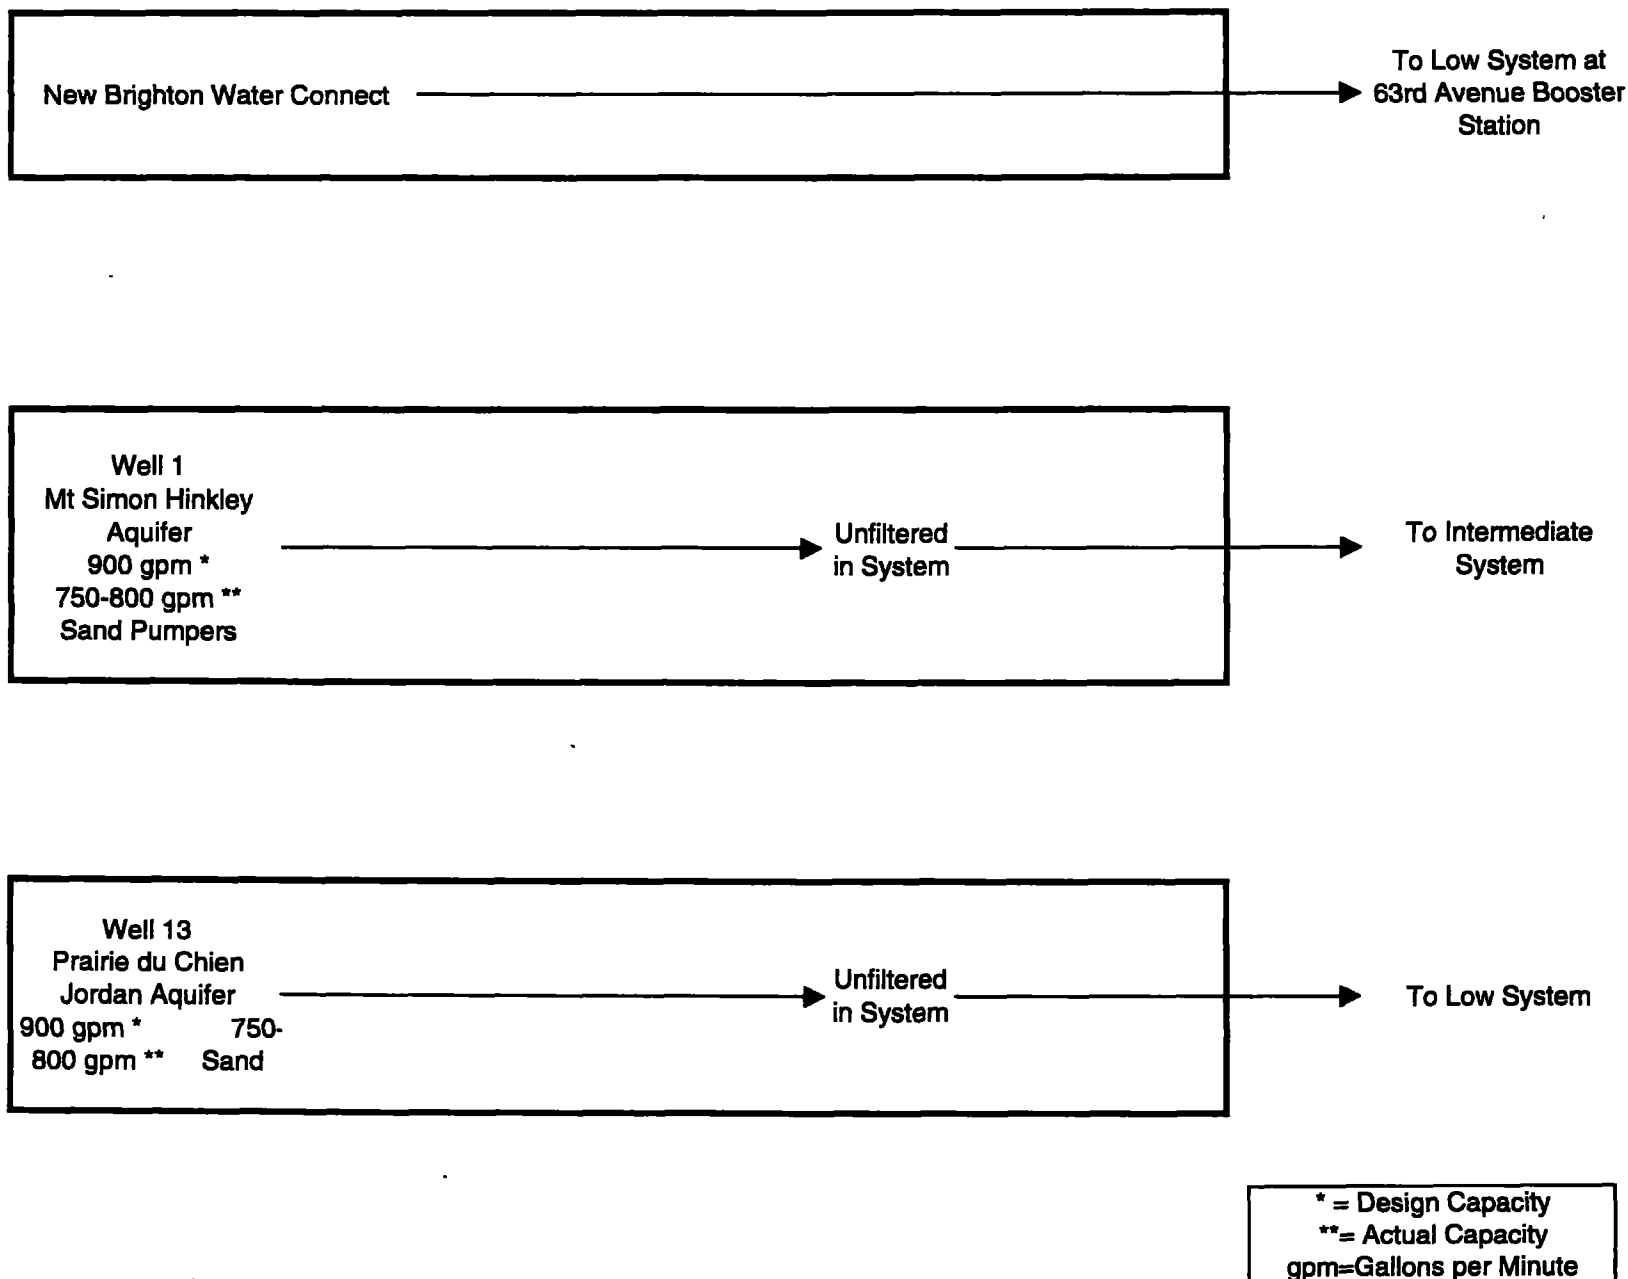 New Brighton Water Connect
To Low System at
63rd Avenue Booster
Station
Well 1
Mt Simon Hinkley
Aquifer
900 gpm *
750-800 gpm **
Sand Pumpers
Unfiltered
in System
To Intermediate
System
Well 13
Prairie du Chien
Jordan Aquifer
900 gpm * 750-
800 gpm ** Sand
Unfiltered
in System
To Low System
* = Design Capacity
**= Actual Capacity
gpm=Gallons per Minute